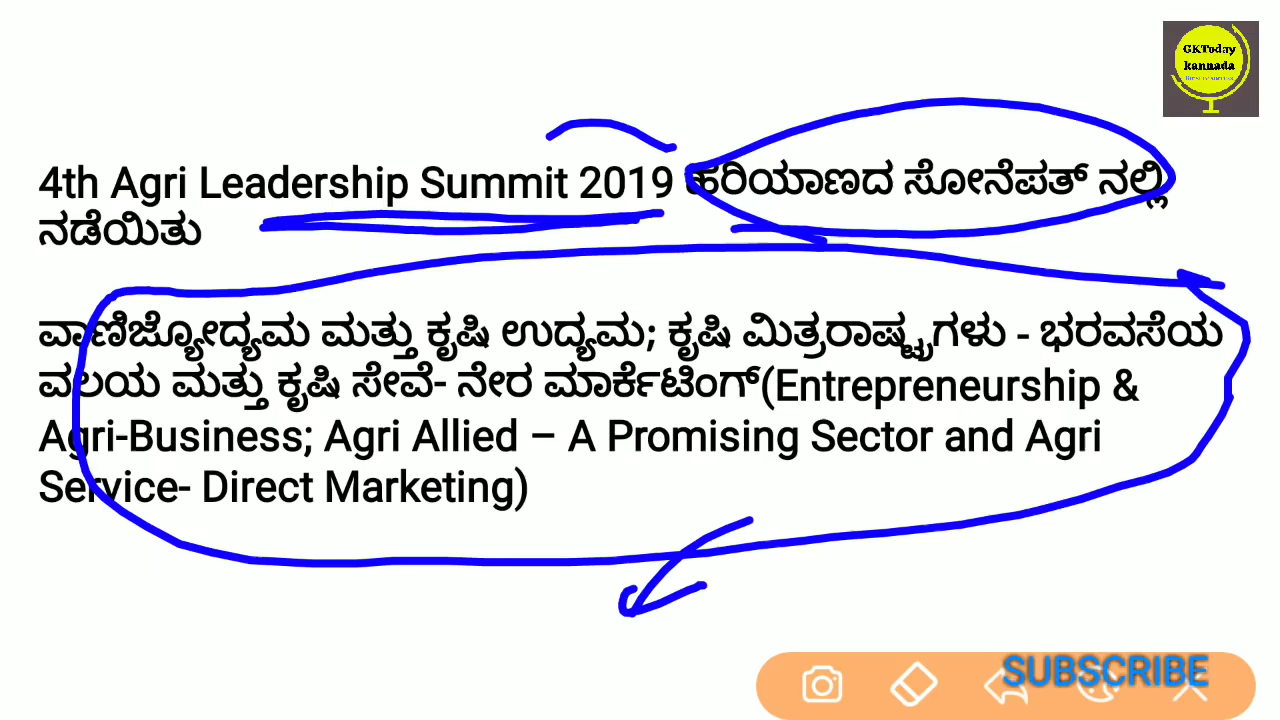 GKToday
kannada
4th Agri Leadership Summit 2019 ಹರಿಯಾಣದ ಸೋನೆಪತ್ ನಲ್ಲಿ
ನಡೆಯಿತು
ವಾಣಿಜ್ಯೋದ್ಯಮ ಮತ್ತು ಕೃಷಿ ಉದ್ಯಮ; ಕೃಷಿ ಮಿತ್ರರಾಷ್ಟ್ರಗಳು - ಭರವಸೆಯ
ವಲಯ ಮತ್ತು ಕೃಷಿ ಸೇವೆ- ನೇರ ಮಾರ್ಕೆಟಿಂಗ್(Entrepreneurship &
Agri-Business; Agri Allied – A Promising Sector and Agri
Service- Direct Marketing)
SUBSCRIBE